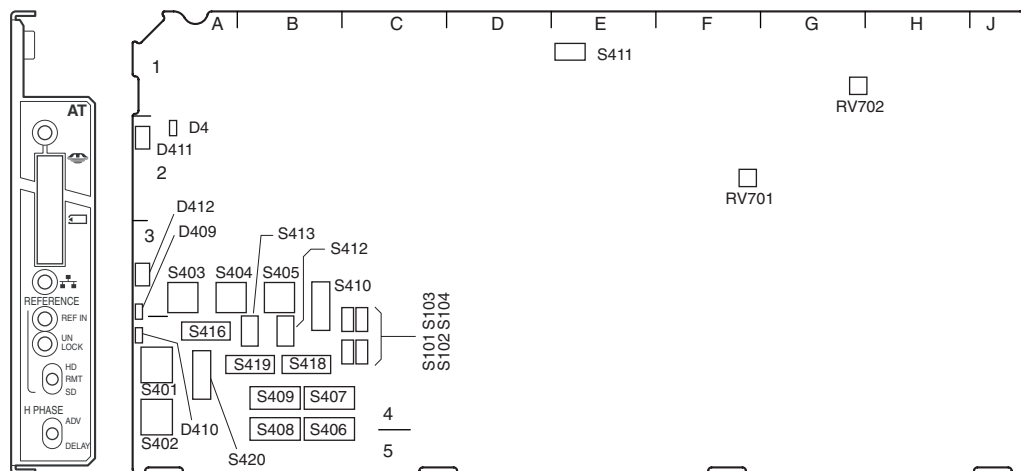 A B C D E F G H J
1
S411
RV702
AT
D4
D411
2
RV701
D412
3
D409
S413
S412
S403 S404 S405
S410
REFERENCE
REF IN
UN
LOCK
HD
RMT
SD
H PHASE
ADV
DELAY
S416
S101 S103
S102 S104
S419 S418
S401
S409 S407
4
D410
S402
S408 S406
5
S420